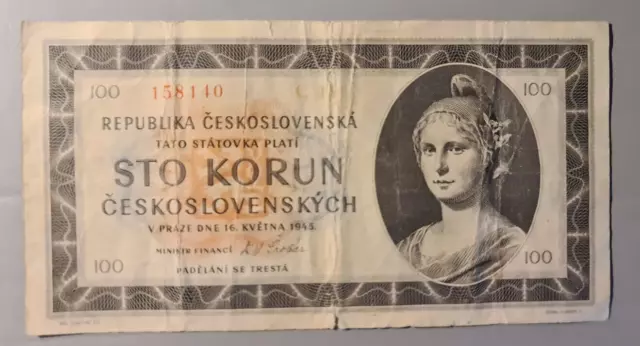 100 158140 100
REPUBLIKA ČESKOSLOVENSKÁ
TATO STÁTOVKA PLATÍ
STO KORUN
ČESKOSLOVENSKÝCH
V PRAZE DNE 16. KVĚTNA 1945.
MINISTR FINANCÍ
100 PADĚLÁNÍ SE TRESTÁ 100